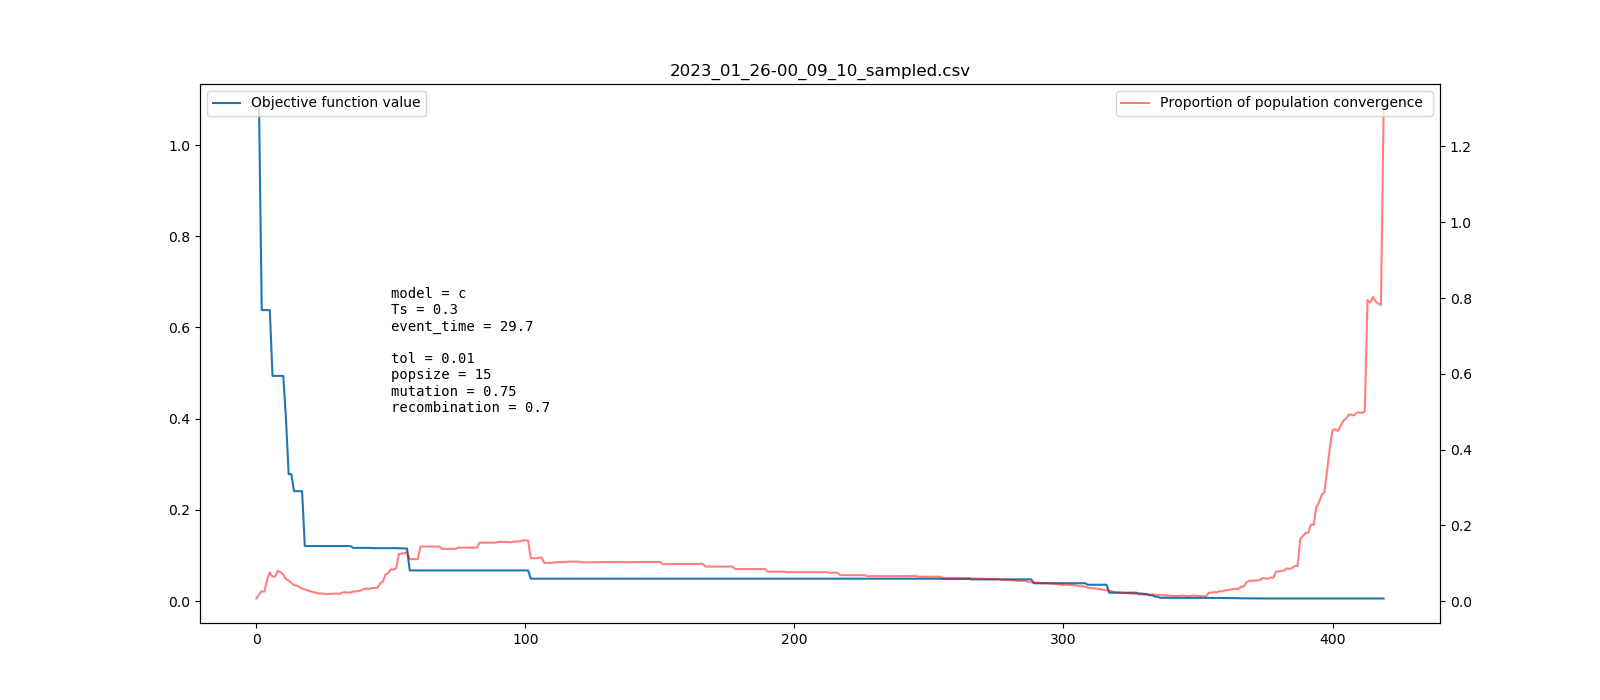 2023_01_26-00_09_10_sampled.csv
Objective function value
Proportion of population convergence
1.0
0.8
0.6
0.4
0.2
0.0
model = c
Ts = 0.3
event_time = 29.7
tol = 0.01
popsize = 15
mutation = 0.75
recombination = 0.7
1.2
1.0
0.8
0.6
0.4
0.2
0.0
0
100
200
300
400